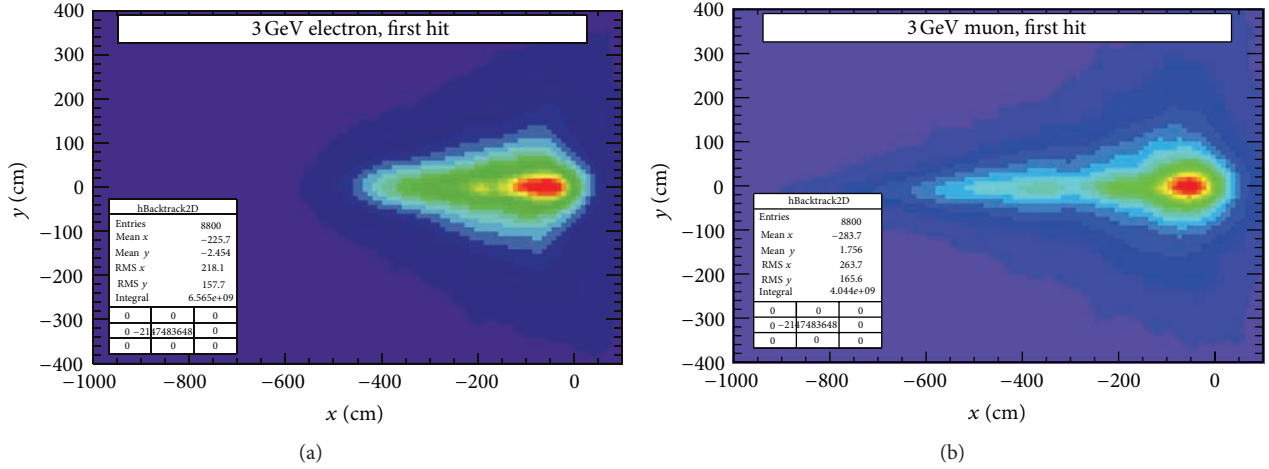 3 GeV electron, first hit
400
300
200
100
0
−100
−200
−300
−400
y (cm)
hBacktrack2D
Entries 8800
Mean x −225.7
Mean y −2.454
RMS x 218.1
RMS y 157.7
Integral 6.565e+09
0 0 0
0 −2147483648 0
0 0 0
−1000 −800 −600 −400 −200 0
x (cm)
(a)
3 GeV muon, first hit
400
300
200
100
0
−100
−200
−300
−400
y (cm)
hBacktrack2D
Entries 8800
Mean x −283.7
Mean y 1.756
RMS x 263.7
RMS y 165.6
Integral 4.044e+09
0 0 0
0 −2147483648 0
0 0 0
−1000 −800 −600 −400 −200 0
x (cm)
(b)